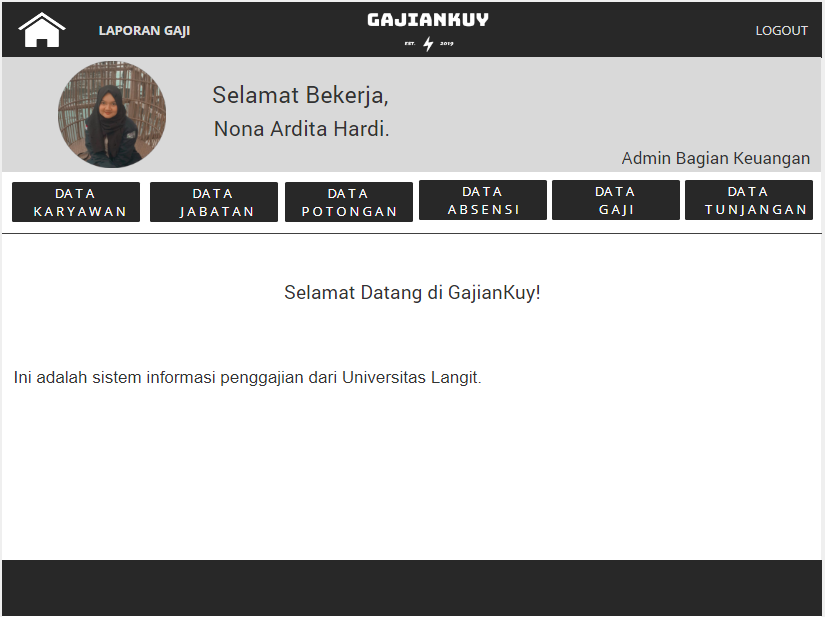 LAPORAN GAJI
GAJIANKUY
EST. 2019
LOGOUT
Selamat Bekerja,
Nona Ardita Hardi.
Admin Bagian Keuangan
DATA
KARYAWAN
DATA
JABATAN
DATA
POTONGAN
DATA
ABSENSI
DATA
GAJI
DATA
TUNJANGAN
Selamat Datang di GajianKuy!
Ini adalah sistem informasi penggajian dari Universitas Langit.